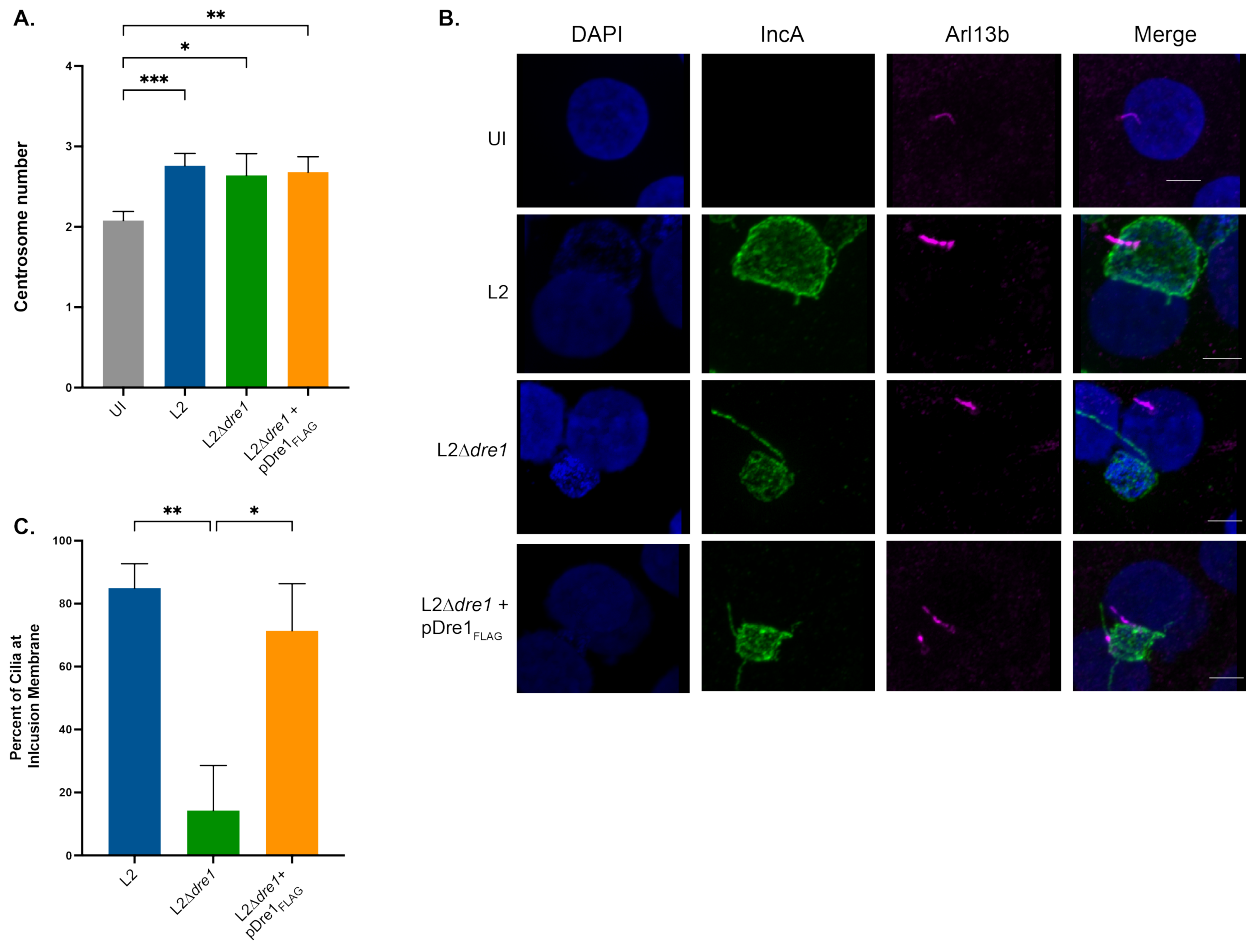 A.
**
*
***
Centrosome number
4
3
2
1
0
UI
L2
L2Δdre1
L2Δdre1 +
pDre1FLAG
B.
DAPI IncA Arl13b Merge
UI
L2
L2Δdre1
L2Δdre1 +
pDre1FLAG
C.
** *
Percent of Cilia at
Inlcusion Membrane
100
80
60
40
20
0
L2
L2Δdre1
L2Δdre1+
pDre1FLAG